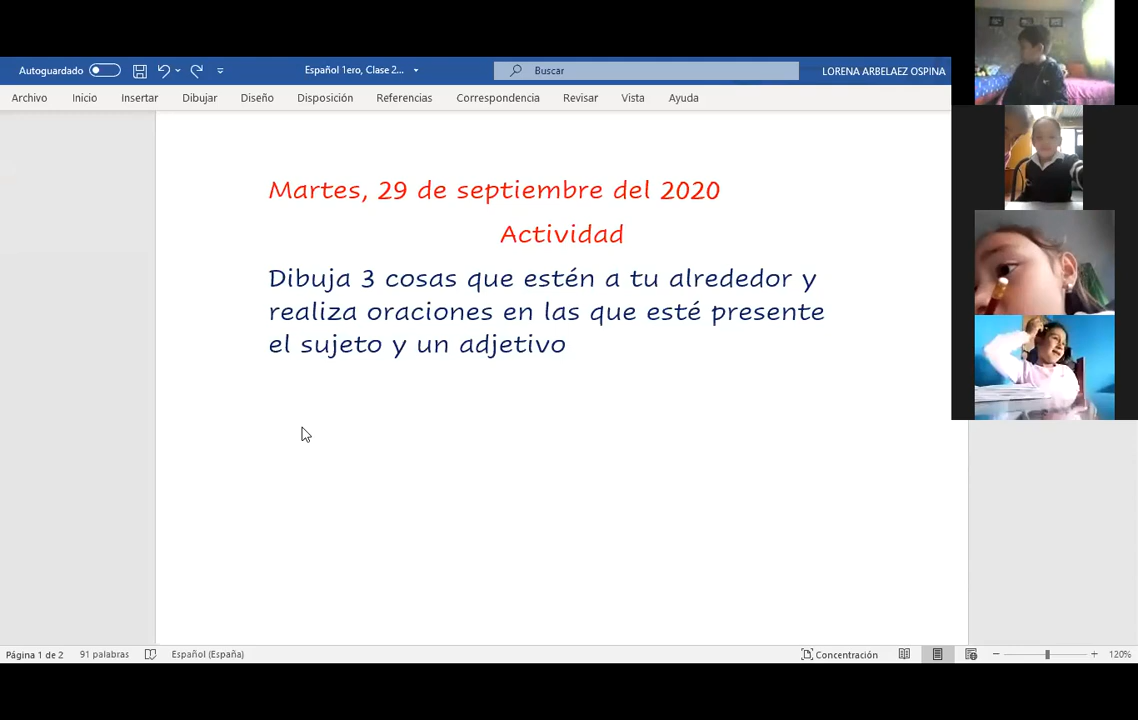 Autoguardado
Español 1ero, Clase 2...
Buscar
LORENA ARBELAEZ OSPINA
Archivo Inicio Insertar Dibujar Diseño Disposición Referencias Correspondencia Revisar Vista Ayuda
Martes, 29 de septiembre del 2020
Actividad
Dibuja 3 cosas que estén a tu alrededor y
realiza oraciones en las que esté presente
el sujeto y un adjetivo
Página 1 de 2 91 palabras Español (España) Concentración 120%